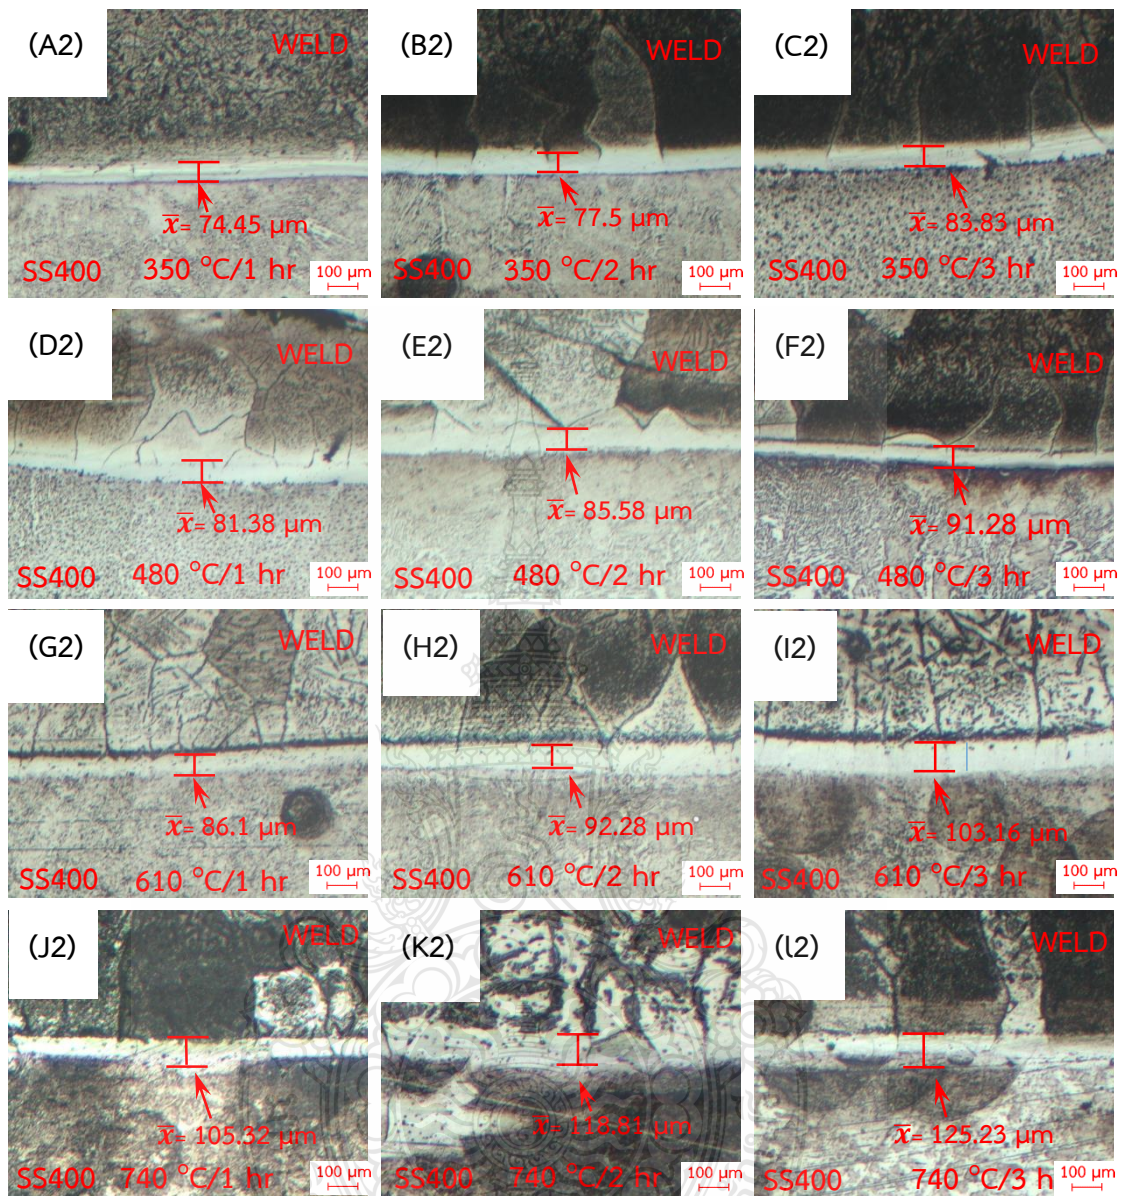 (A2)
WELD
x̅= 74.45 µm
SS400 350 °C/1 hr
100 µm
(B2)
WELD
x̅= 77.5 µm
SS400 350 °C/2 hr
100 µm
(C2)
WELD
x̅= 83.83 µm
SS400 350 °C/3 hr
100 µm
(D2)
WELD
x̅= 81.38 µm
SS400 480 °C/1 hr
100 µm
(E2)
WELD
x̅= 85.58 µm
SS400 480 °C/2 hr
100 µm
(F2)
WELD
x̅= 91.28 µm
SS400 480 °C/3 hr
100 µm
(G2)
WELD
x̅= 86.1 µm
SS400 610 °C/1 hr
100 µm
(H2)
WELD
x̅= 92.28 µm
SS400 610 °C/2 hr
100 µm
(I2)
WELD
x̅= 103.16 µm
SS400 610 °C/3 hr
100 µm
(J2)
WELD
x̅= 105.32 µm
SS400 740 °C/1 hr
100 µm
(K2)
WELD
x̅= 118.81 µm
SS400 740 °C/2 hr
100 µm
(L2)
WELD
x̅= 125.23 µm
SS400 740 °C/3 h
100 µm